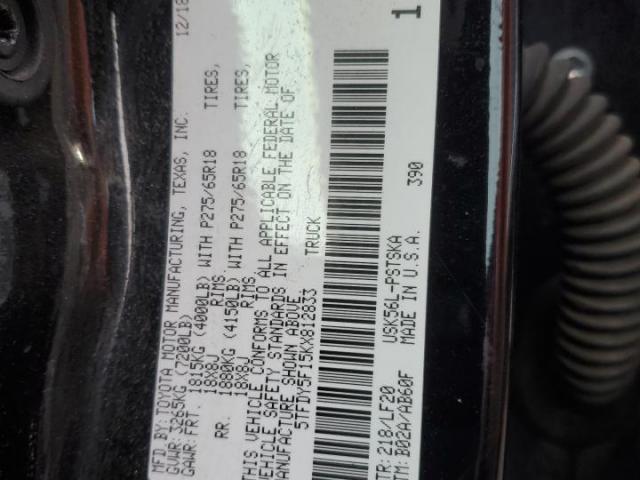 MFD. BY: TOYOTA MOTOR MANUFACTURING, TEXAS, INC. 12/18
GVWR: 3265KG (7200LB)
GAWR: FRT. 1815KG (4000LB) WITH P275/65R18 TIRES,
18X8J RIMS,
RR. 1880KG (4150LB) WITH P275/65R18 TIRES,
18X8J RIMS,
THIS VEHICLE CONFORMS TO ALL APPLICABLE FEDERAL MOTOR
VEHICLE SAFETY STANDARDS IN EFFECT ON THE DATE OF
MANUFACTURE SHOWN ABOVE.
5TFDY5F15KX812833 TRUCK
1
C/TR: 218/LF20 USK56L-PSTSKA 390
A/TM: B02A/AB60F MADE IN U.S.A.